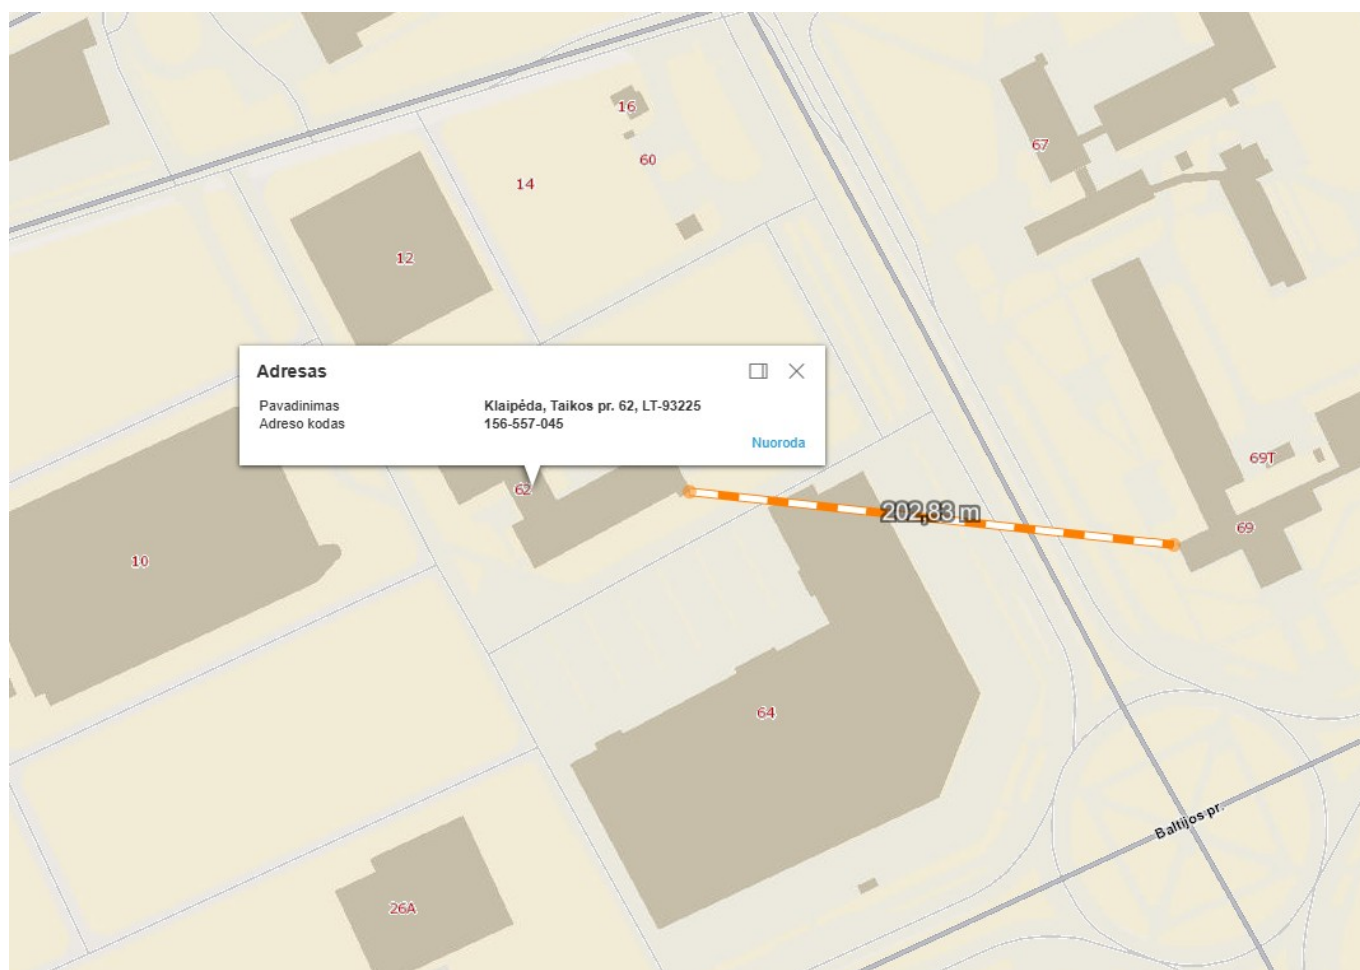 16
67
60
14
12
Adresas
Pavadinimas Klaipėda, Taikos pr. 62, LT-93225
Adreso kodas 156-557-045
Nuoroda
69T
62
202,83 m
69
10
64
Baltijos pr.
26A